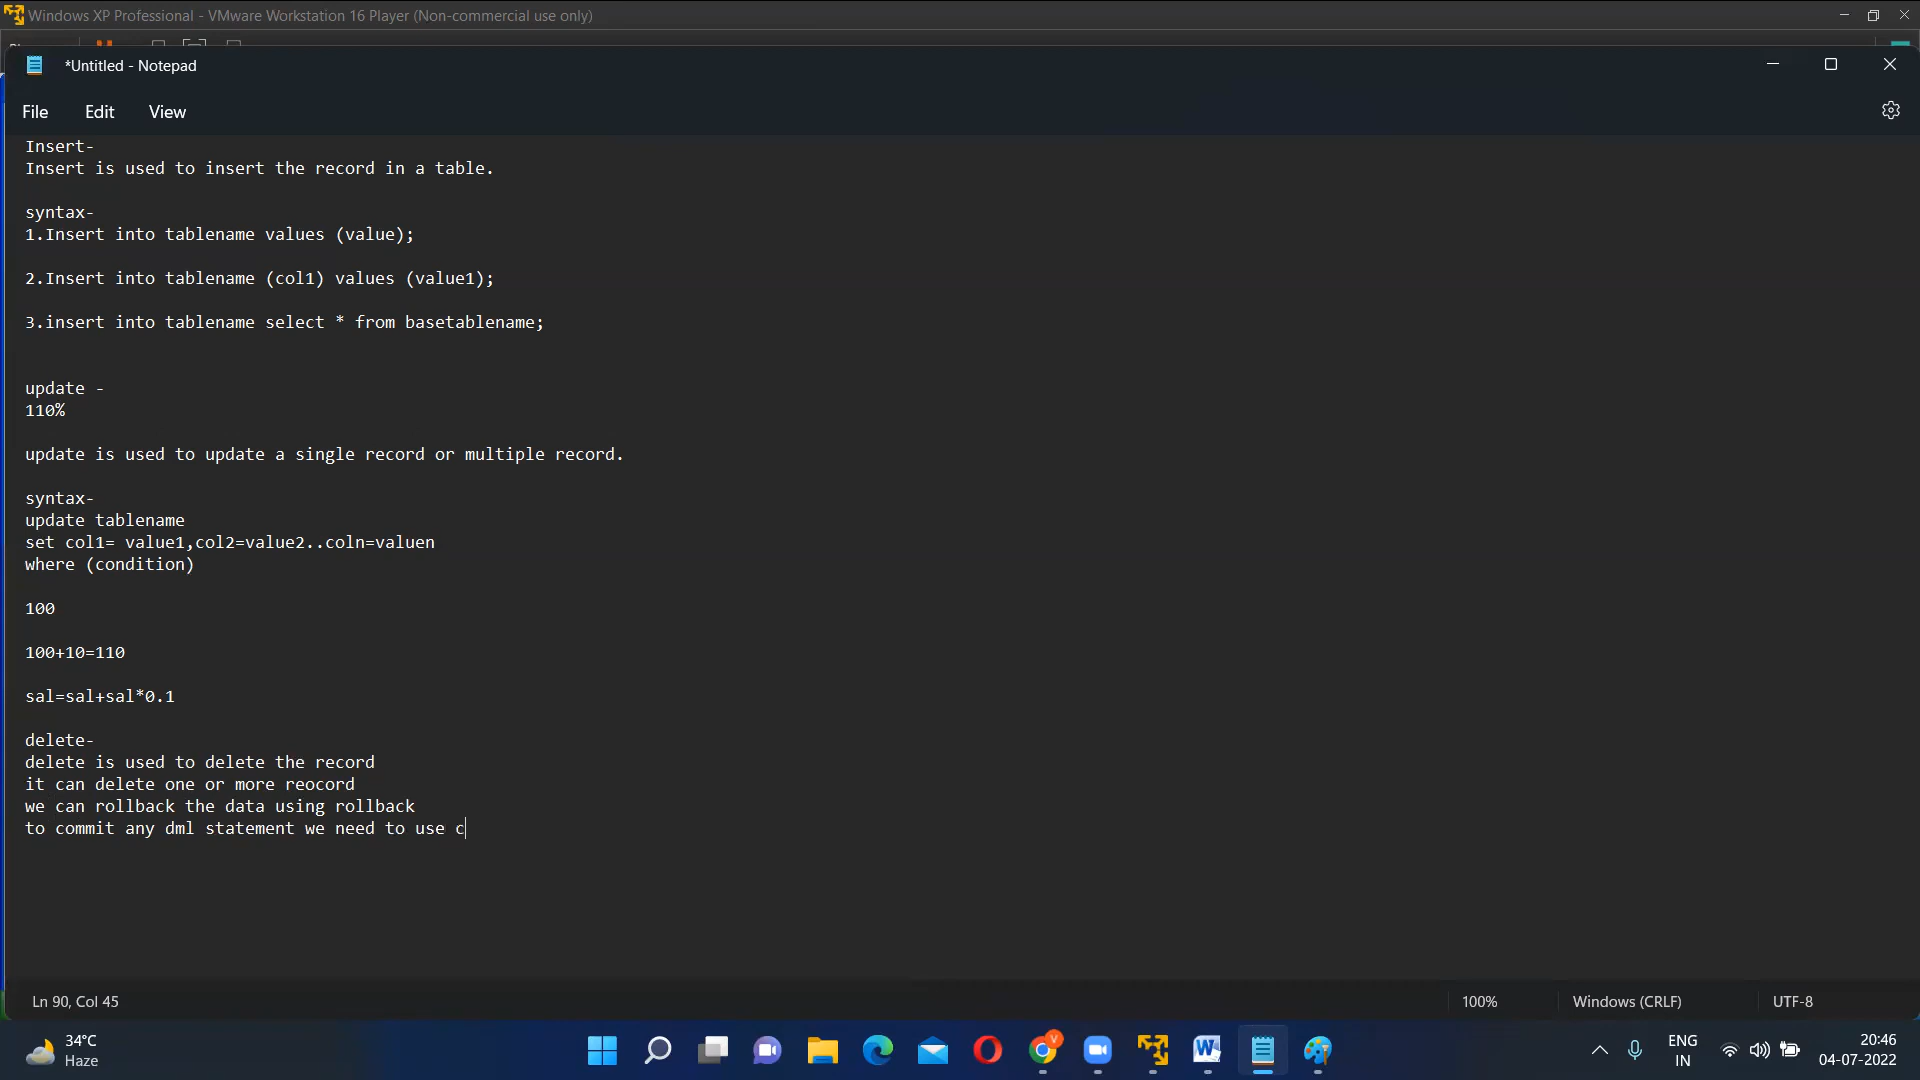 Windows XP Professional - VMware Workstation 16 Player (Non-commercial use only)
*Untitled - Notepad
File Edit View
Insert-
Insert is used to insert the record in a table.
syntax-
1.Insert into tablename values (value);
2.Insert into tablename (col1) values (value1);
3.insert into tablename select * from basetablename;
update -
110%
update is used to update a single record or multiple record.
syntax-
update tablename
set col1= value1,col2=value2..coln=valuen
where (condition)
100
100+10=110
sal=sal+sal*0.1
delete-
delete is used to delete the record
it can delete one or more reocord
we can rollback the data using rollback
to commit any dml statement we need to use c
Ln 90, Col 45 100% Windows (CRLF) UTF-8
34°C
Haze
V
ENG
IN
20:46
04-07-2022